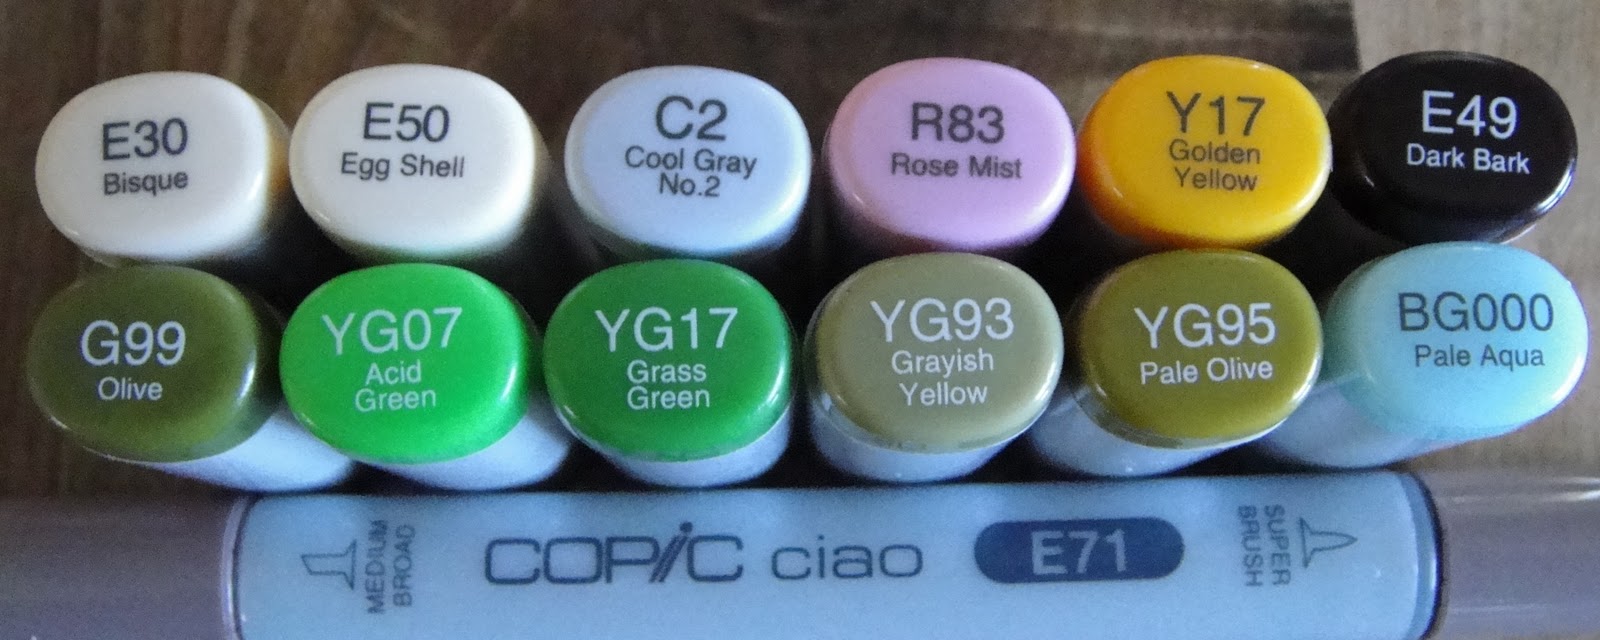 E30
Bisque
E50
Egg Shell
C2
Cool Gray
No.2
R83
Rose Mist
Y17
Golden
Yellow
E49
Dark Bark
G99
Olive
YG07
Acid
Green
YG17
Grass
Green
YG93
Grayish
Yellow
YG95
Pale Olive
BG000
Pale Aqua
MEDIUM
BROAD
COPiC ciao
E71
SUPER
BRUSH